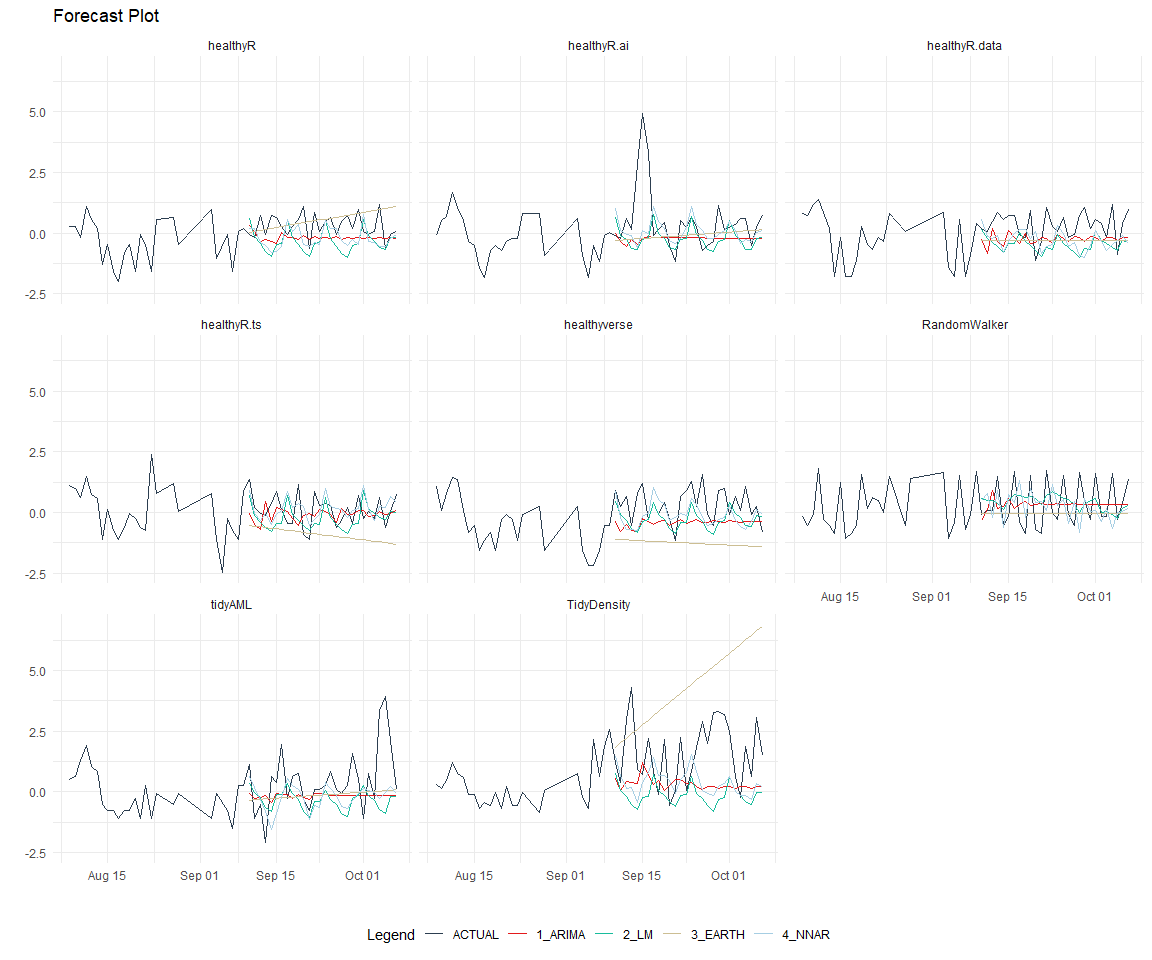 Forecast Plot
healthyR healthyR.ai healthyR.data
5.0
2.5
0.0
-2.5
healthyR.ts healthyverse RandomWalker
5.0
2.5
0.0
-2.5
Aug 15 Sep 01 Sep 15 Oct 01
tidyAML TidyDensity
5.0
2.5
0.0
-2.5
Aug 15 Sep 01 Sep 15 Oct 01 Aug 15 Sep 01 Sep 15 Oct 01
Legend ACTUAL 1_ARIMA 2_LM 3_EARTH 4_NNAR